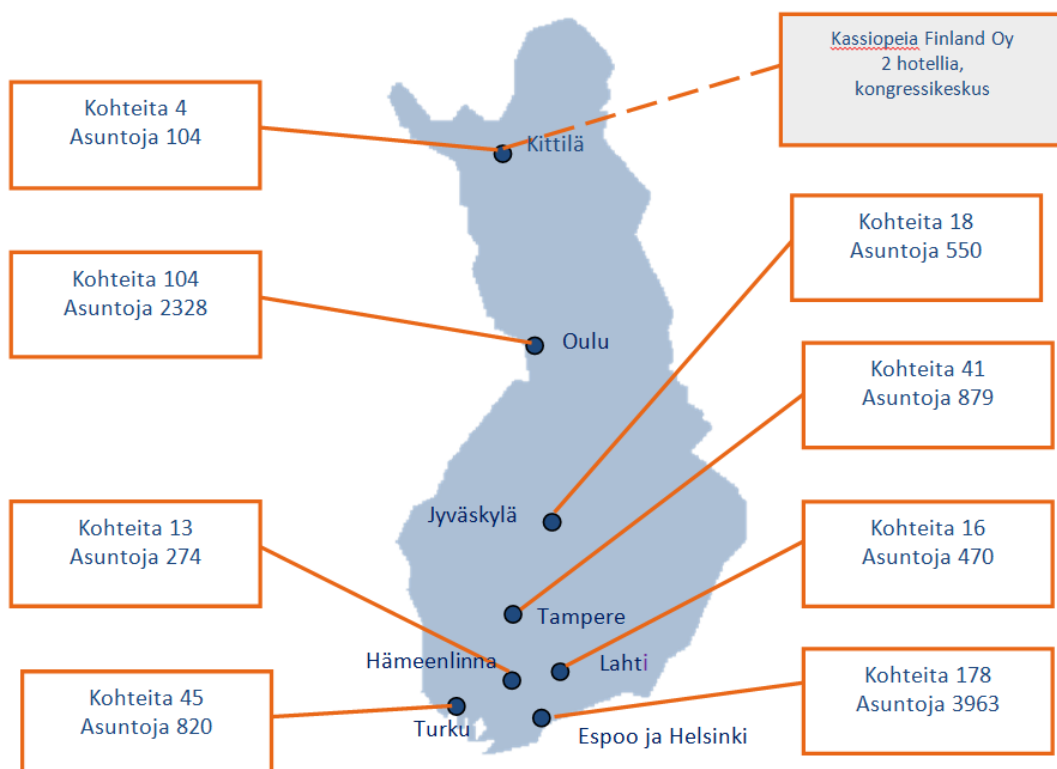 Kassiopeia Finland Oy
2 hotellia,
kongressikeskus
Kohteita 4
Asuntoja 104
Kittilä
Kohteita 18
Asuntoja 550
Kohteita 104
Asuntoja 2328
Oulu
Kohteita 41
Asuntoja 879
Jyväskylä
Kohteita 13
Asuntoja 274
Kohteita 16
Asuntoja 470
Tampere
Hämeenlinna
Lahti
Kohteita 45
Asuntoja 820
Turku
Kohteita 178
Asuntoja 3963
Espoo ja Helsinki